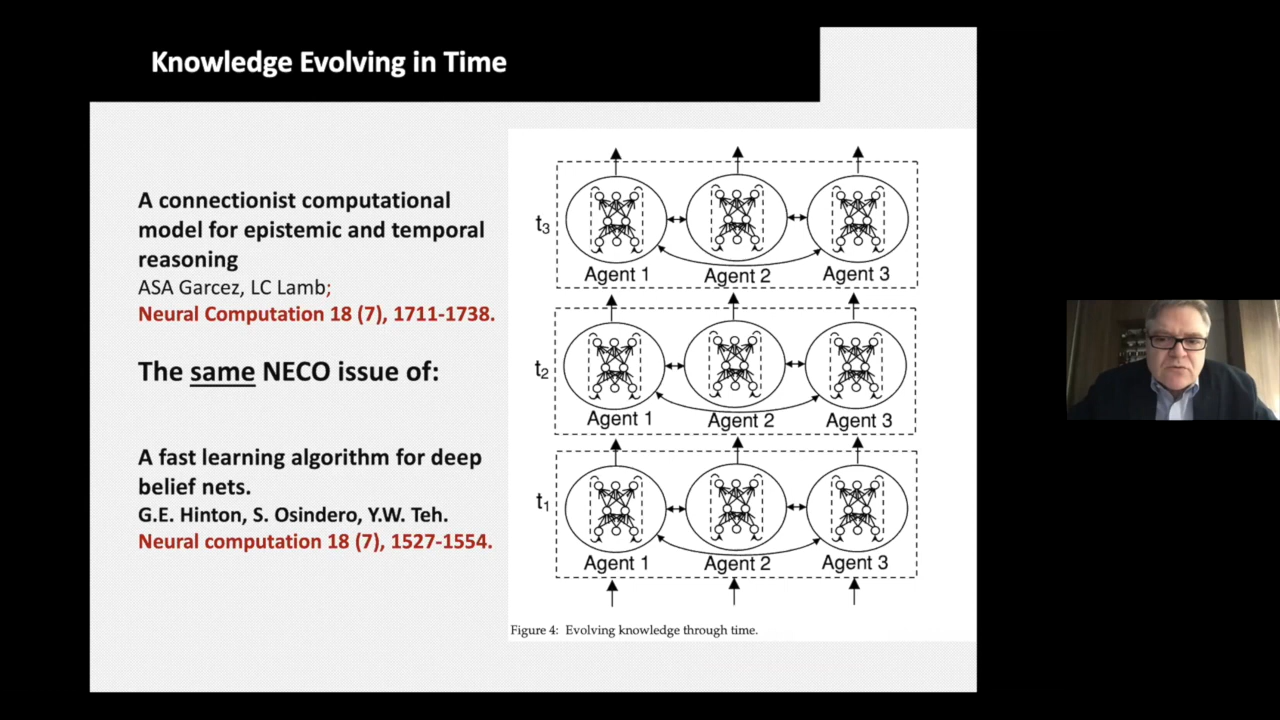 Knowledge Evolving in Time
A connectionist computational
model for epistemic and temporal
reasoning
ASA Garcez, LC Lamb;
Neural Computation 18 (7), 1711-1738.
The same NECO issue of:
A fast learning algorithm for deep
belief nets.
G.E. Hinton, S. Osindero, Y.W. Teh.
Neural computation 18 (7), 1527-1554.
t3
Agent 1 Agent 2 Agent 3
t2
Agent 1 Agent 2 Agent 3
t1
Agent 1 Agent 2 Agent 3
Figure 4: Evolving knowledge through time.